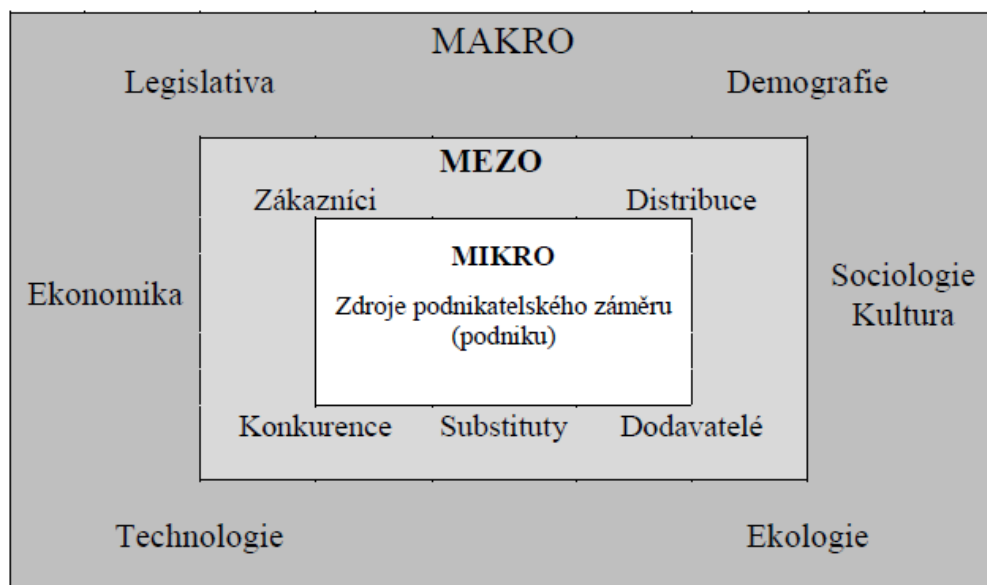 MAKRO
Legislativa
Demografie
MEZO
Zákazníci
Distribuce
MIKRO
Zdroje podnikatelského záměru
(podniku)
Ekonomika
Sociologie
Kultura
Konkurence
Substituty
Dodavatelé
Technologie
Ekologie